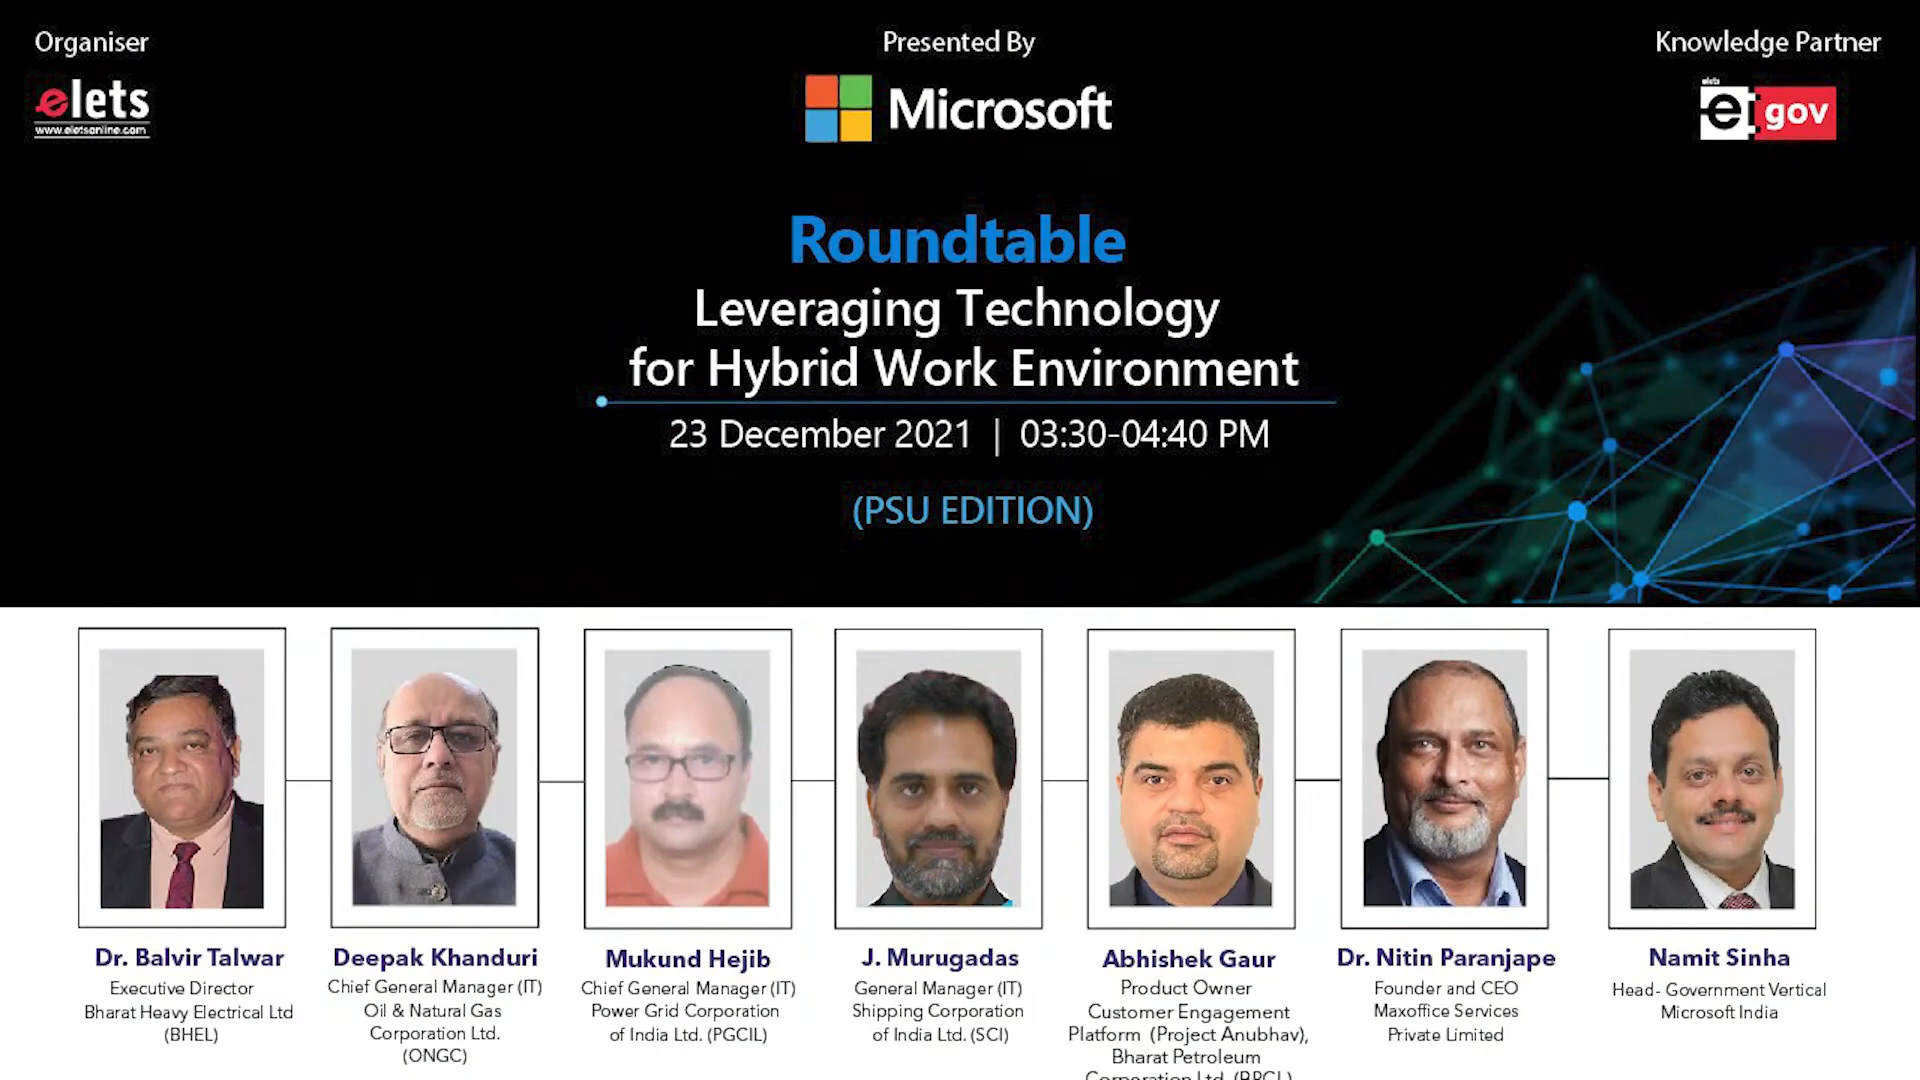 Organiser
elets
www.eletsonline.com
Presented By
Microsoft
Knowledge Partner
elets
e gov
Roundtable
Leveraging Technology
for Hybrid Work Environment
23 December 2021 | 03:30-04:40 PM
(PSU EDITION)
Dr. Balvir Talwar
Executive Director
Bharat Heavy Electrical Ltd
(BHEL)
Deepak Khanduri
Chief General Manager (IT)
Oil & Natural Gas
Corporation Ltd.
(ONGC)
Mukund Hejib
Chief General Manager (IT)
Power Grid Corporation
of India Ltd. (PGCIL)
J. Murugadas
General Manager (IT)
Shipping Corporation
of India Ltd. (SCI)
Abhishek Gaur
Product Owner
Customer Engagement
Platform (Project Anubhav),
Bharat Petroleum
Corporation Ltd. (BPCL)
Dr. Nitin Paranjape
Founder and CEO
Maxoffice Services
Private Limited
Namit Sinha
Head- Government Vertical
Microsoft India